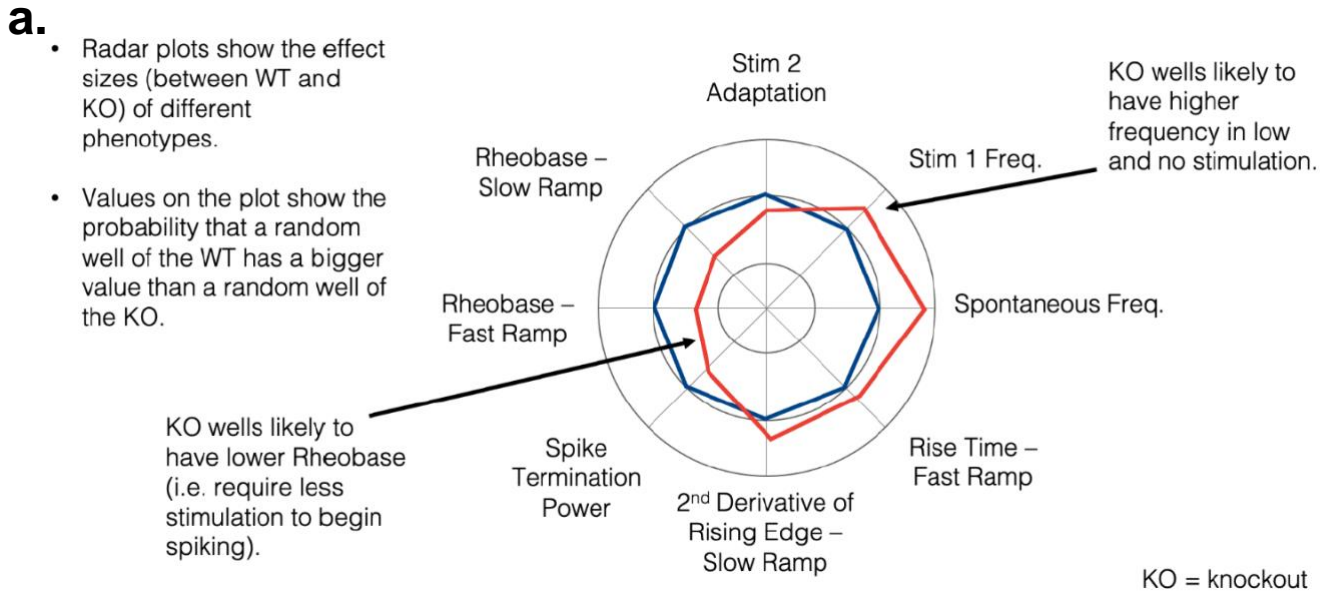 a.
• Radar plots show the effect
sizes (between WT and
KO) of different
phenotypes.
• Values on the plot show the
probability that a random
well of the WT has a bigger
value than a random well of
the KO.
Stim 2
Adaptation
Stim 1 Freq.
KO wells likely to
have higher
frequency in low
and no stimulation.
Rheobase –
Slow Ramp
Rheobase –
Fast Ramp
Spontaneous Freq.
KO wells likely to
have lower Rheobase
(i.e. require less
stimulation to begin
spiking).
Spike
Termination
Power
2nd Derivative of
Rising Edge –
Slow Ramp
Rise Time –
Fast Ramp
KO = knockout